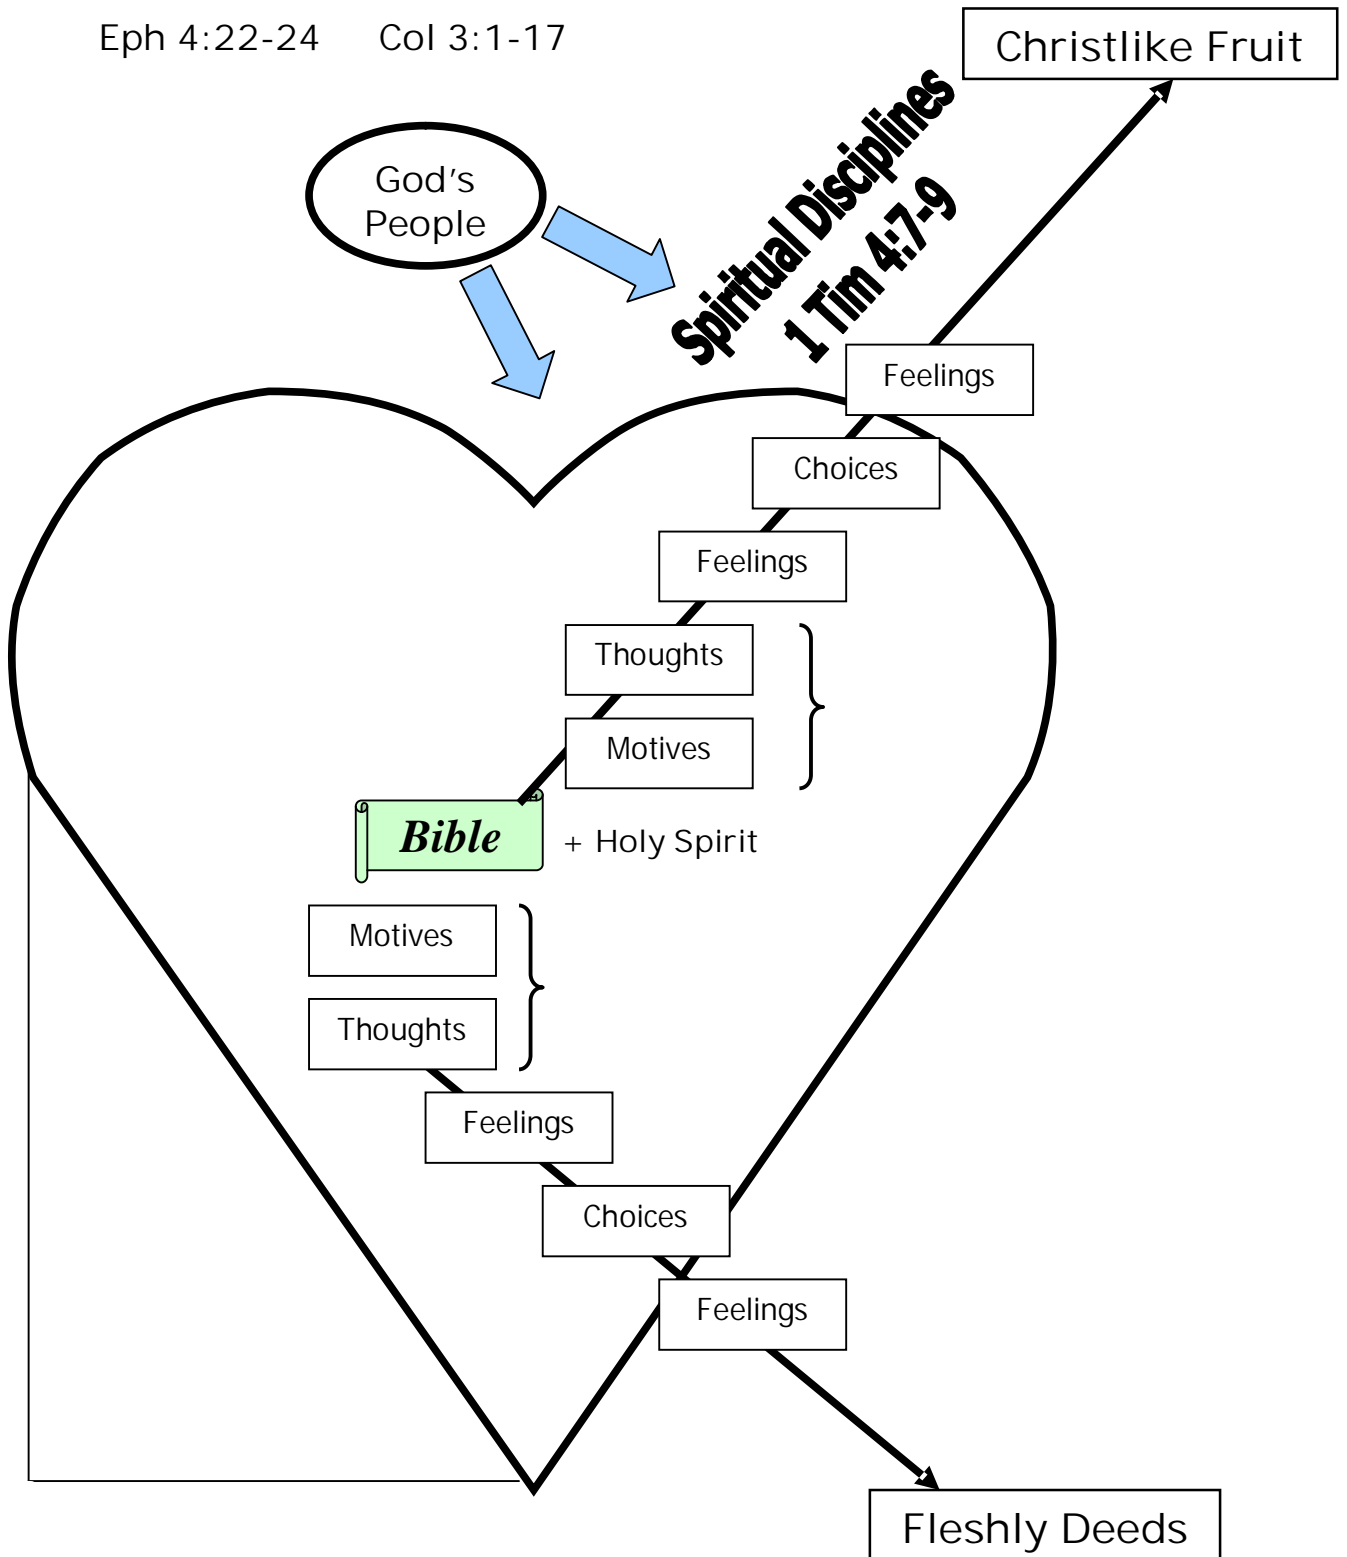 Eph 4:22-24 Col 3:1-17
Christlike Fruit
God's
People
Spiritual Disciplines
1 Tim 4:7-9
Feelings
Choices
Feelings
Thoughts
Motives
Bible
+ Holy Spirit
Motives
Thoughts
Feelings
Choices
Feelings
Fleshly Deeds